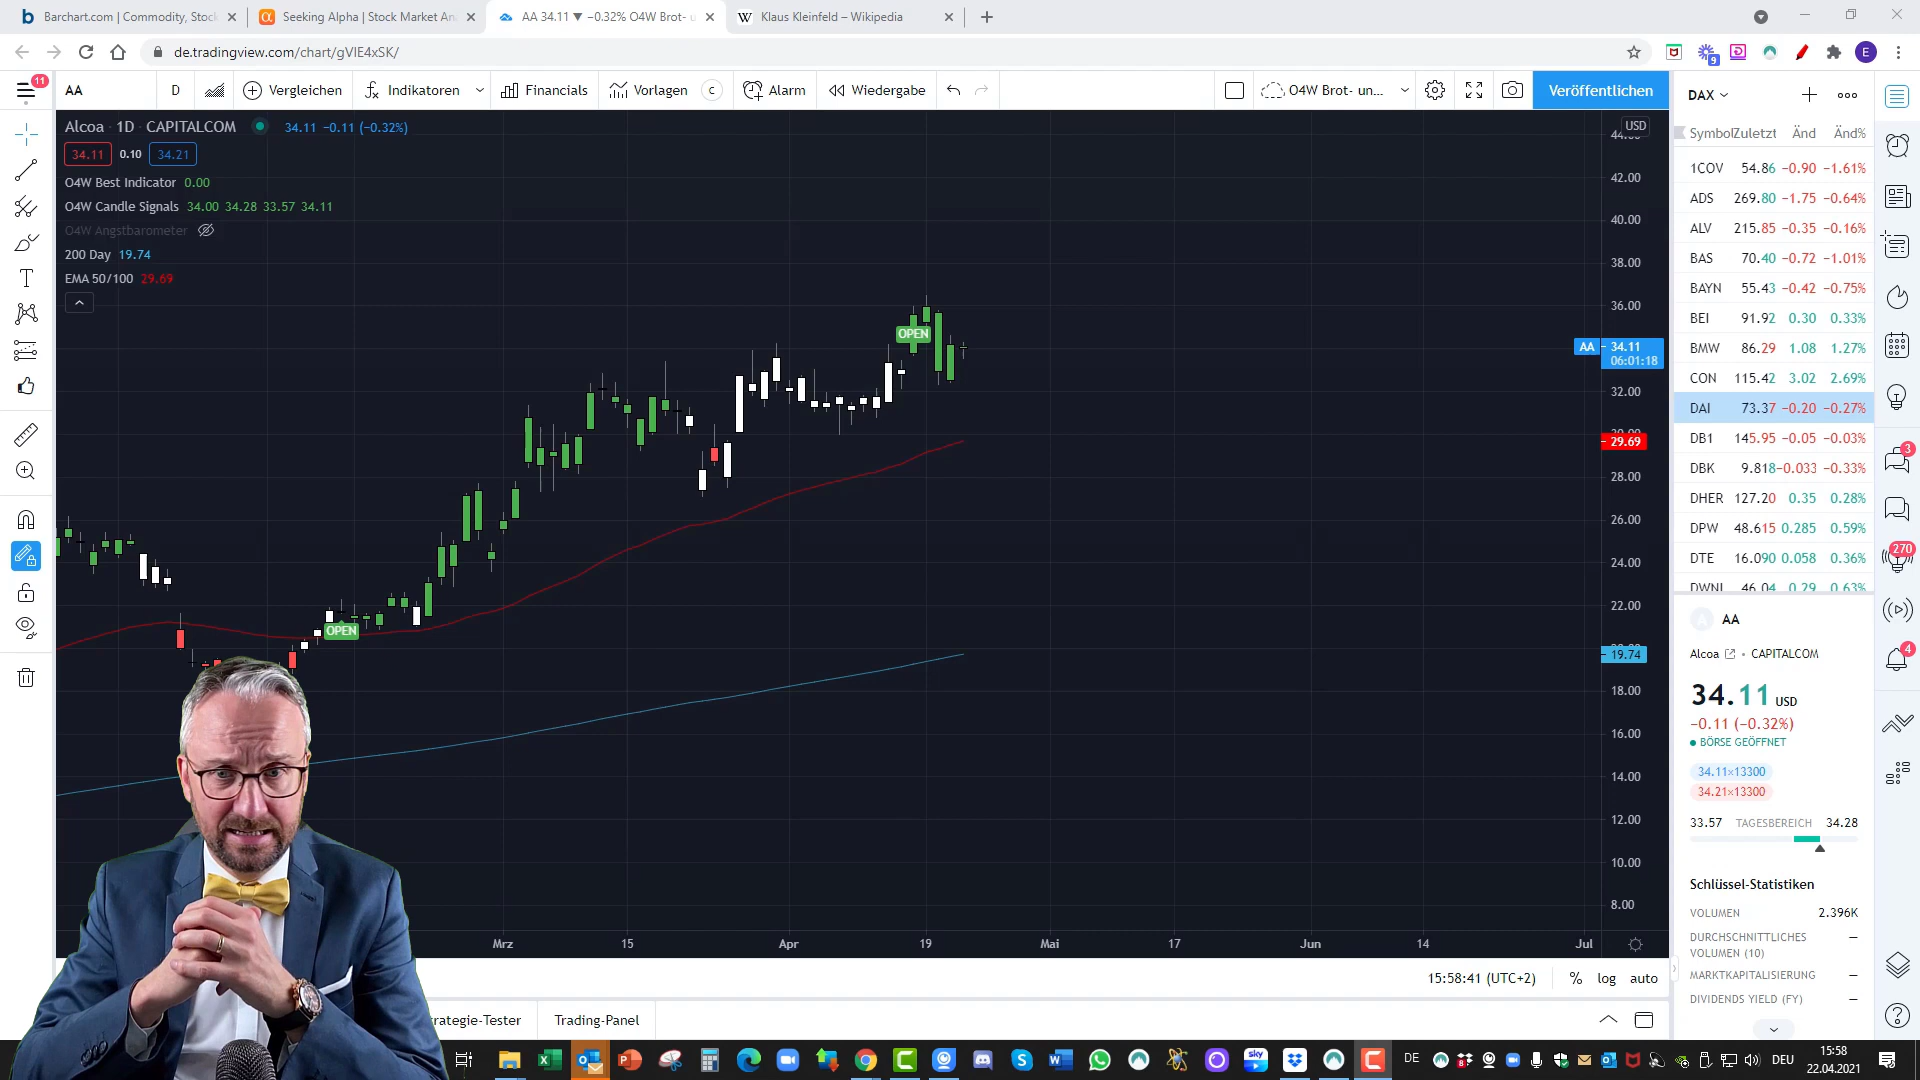 Barchart.com | Commodity, Stock
Seeking Alpha | Stock Market An
AA 34.11 ▼ −0.32% O4W Brot- u
Klaus Kleinfeld – Wikipedia
de.tradingview.com/chart/gVlE4xSK/
9
E
11
AA
D
Vergleichen
Indikatoren
Financials
Vorlagen
C
Alarm
Wiedergabe
O4W Brot- un...
Veröffentlichen
DAX
Alcoa · 1D · CAPITALCOM
34.11 −0.11 (−0.32%)
34.11 0.10 34.21
O4W Best Indicator 0.00
O4W Candle Signals 34.00 34.28 33.57 34.11
O4W Angstbarometer
200 Day 19.74
EMA 50/100 29.69
USD
42.00
40.00
38.00
36.00
AA 34.11
06:01:18
32.00
29.69
28.00
26.00
24.00
22.00
19.74
18.00
16.00
14.00
12.00
10.00
8.00
OPEN
OPEN
Mrz 15 Apr 19 Mai 17 Jun 14 Jul
15:58:41 (UTC+2) % log auto
rategie-Tester
Trading-Panel
Symbol Zuletzt Änd Änd%
1COV 54.86 −0.90 −1.61%
ADS 269.80 −1.75 −0.64%
ALV 215.85 −0.35 −0.16%
BAS 70.40 −0.72 −1.01%
BAYN 55.43 −0.42 −0.75%
BEI 91.92 0.30 0.33%
BMW 86.29 1.08 1.27%
CON 115.42 3.02 2.69%
DAI 73.37 −0.20 −0.27%
DB1 145.95 −0.05 −0.03%
DBK 9.818 −0.033 −0.33%
DHER 127.20 0.35 0.28%
DPW 48.615 0.285 0.59%
DTE 16.090 0.058 0.36%
DWNI 46.04 0.29 0.63%
A AA
Alcoa • CAPITALCOM
34.11 USD
−0.11 (−0.32%)
BÖRSE GEÖFFNET
34.11×13300
34.21×13300
33.57 TAGESBEREICH 34.28
Schlüssel-Statistiken
VOLUMEN 2.396K
DURCHSCHNITTLICHES
VOLUMEN (10) —
MARKTKAPITALISIERUNG —
DIVIDENDS YIELD (FY) —
3
270
4
sky
DE
DEU
15:58
22.04.2021